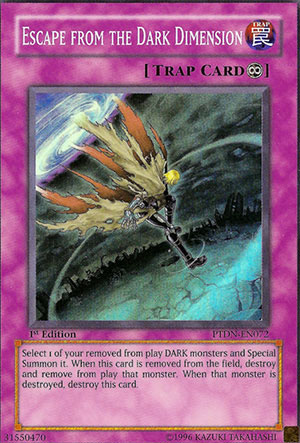 ESCAPE FROM THE DARK DIMENSION
TRAP
罠
[ TRAP CARD ]
1st Edition
PTDN-EN072
Select 1 of your removed from play DARK monsters and Special
Summon it. When this card is removed from the field, destroy
and remove from play that monster. When that monster is
destroyed, destroy this card.
31550470
©1996 KAZUKI TAKAHASHI